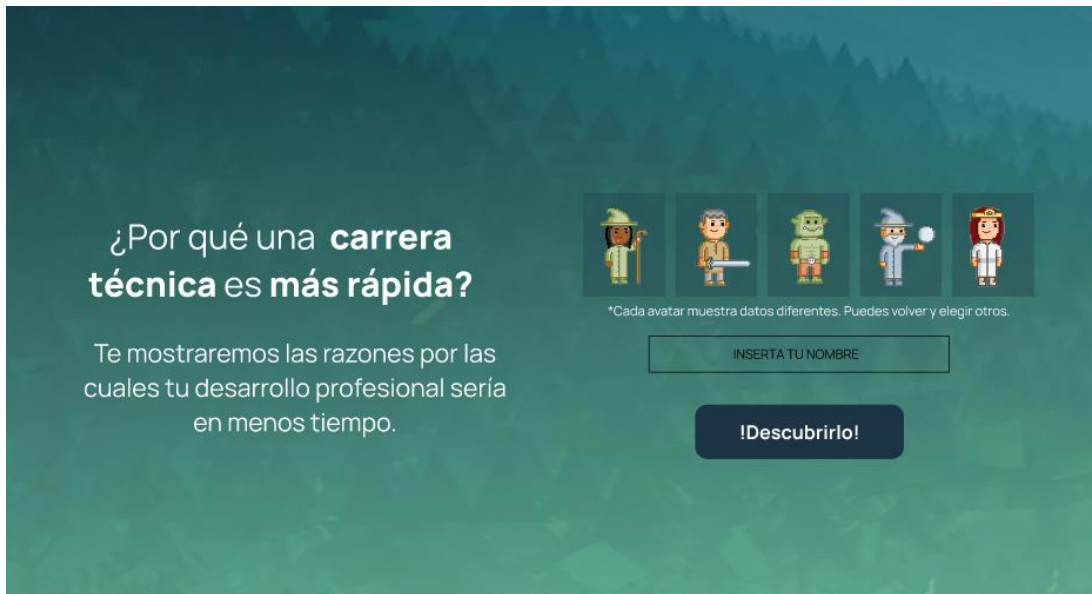 ¿Por qué una carrera
técnica es más rápida?
Te mostraremos las razones por las
cuales tu desarrollo profesional sería
en menos tiempo.
*Cada avatar muestra datos diferentes. Puedes volver y elegir otros.
INSERTA TU NOMBRE
!Descubrirlo!